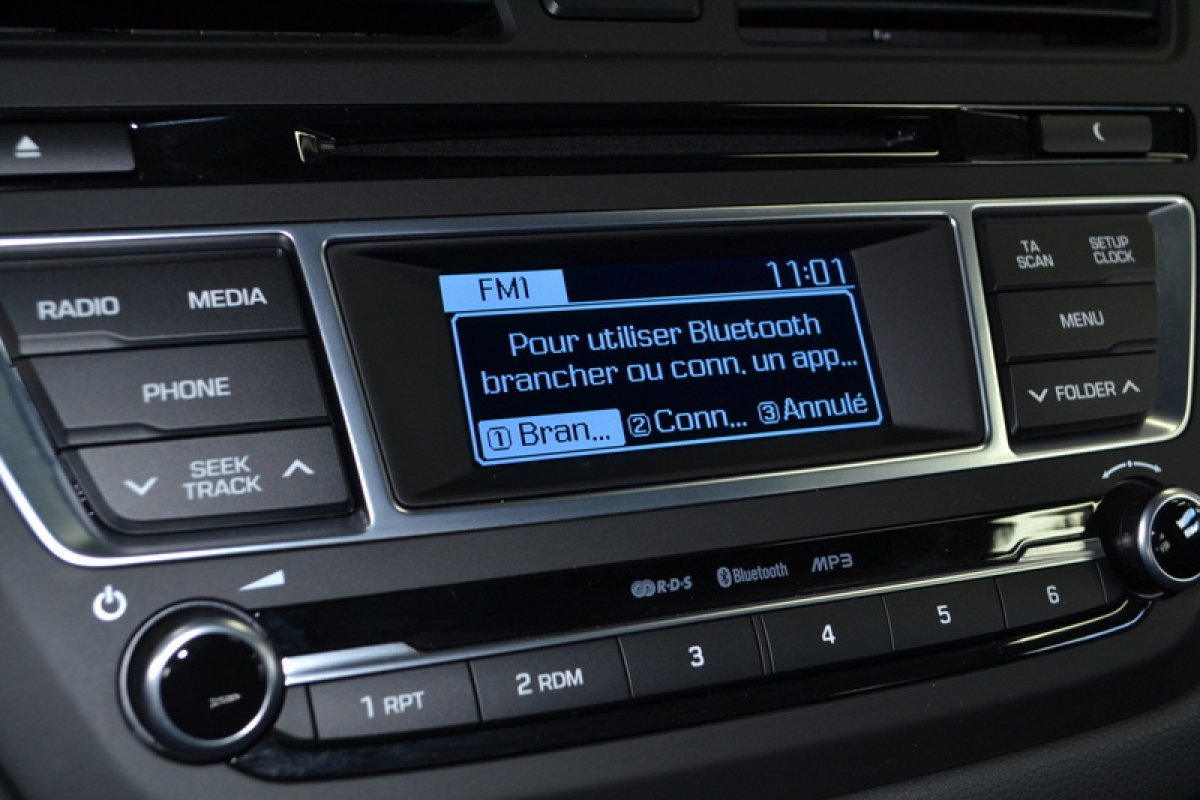 RADIO
MEDIA
PHONE
SEEK
TRACK
FM1
11:01
Pour utiliser Bluetooth
brancher ou conn. un app...
1 Bran... 2 Conn... 3 Annulé
TA
SCAN
SETUP
CLOCK
MENU
FOLDER
R·D·S
Bluetooth
MP3
1 RPT
2 RDM
3
4
5
6